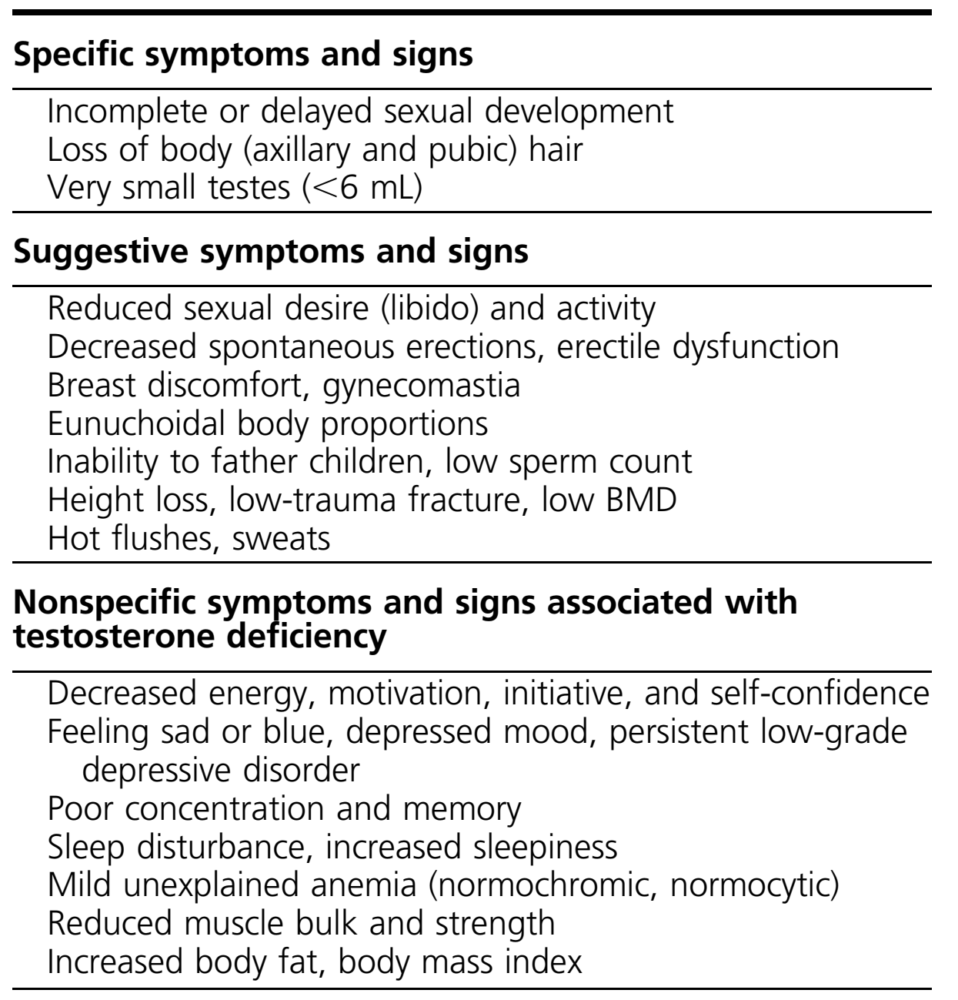 Specific symptoms and signs
Incomplete or delayed sexual development
Loss of body (axillary and pubic) hair
Very small testes (<6 mL)
Suggestive symptoms and signs
Reduced sexual desire (libido) and activity
Decreased spontaneous erections, erectile dysfunction
Breast discomfort, gynecomastia
Eunuchoidal body proportions
Inability to father children, low sperm count
Height loss, low-trauma fracture, low BMD
Hot flushes, sweats
Nonspecific symptoms and signs associated with
testosterone deficiency
Decreased energy, motivation, initiative, and self-confidence
Feeling sad or blue, depressed mood, persistent low-grade
depressive disorder
Poor concentration and memory
Sleep disturbance, increased sleepiness
Mild unexplained anemia (normochromic, normocytic)
Reduced muscle bulk and strength
Increased body fat, body mass index